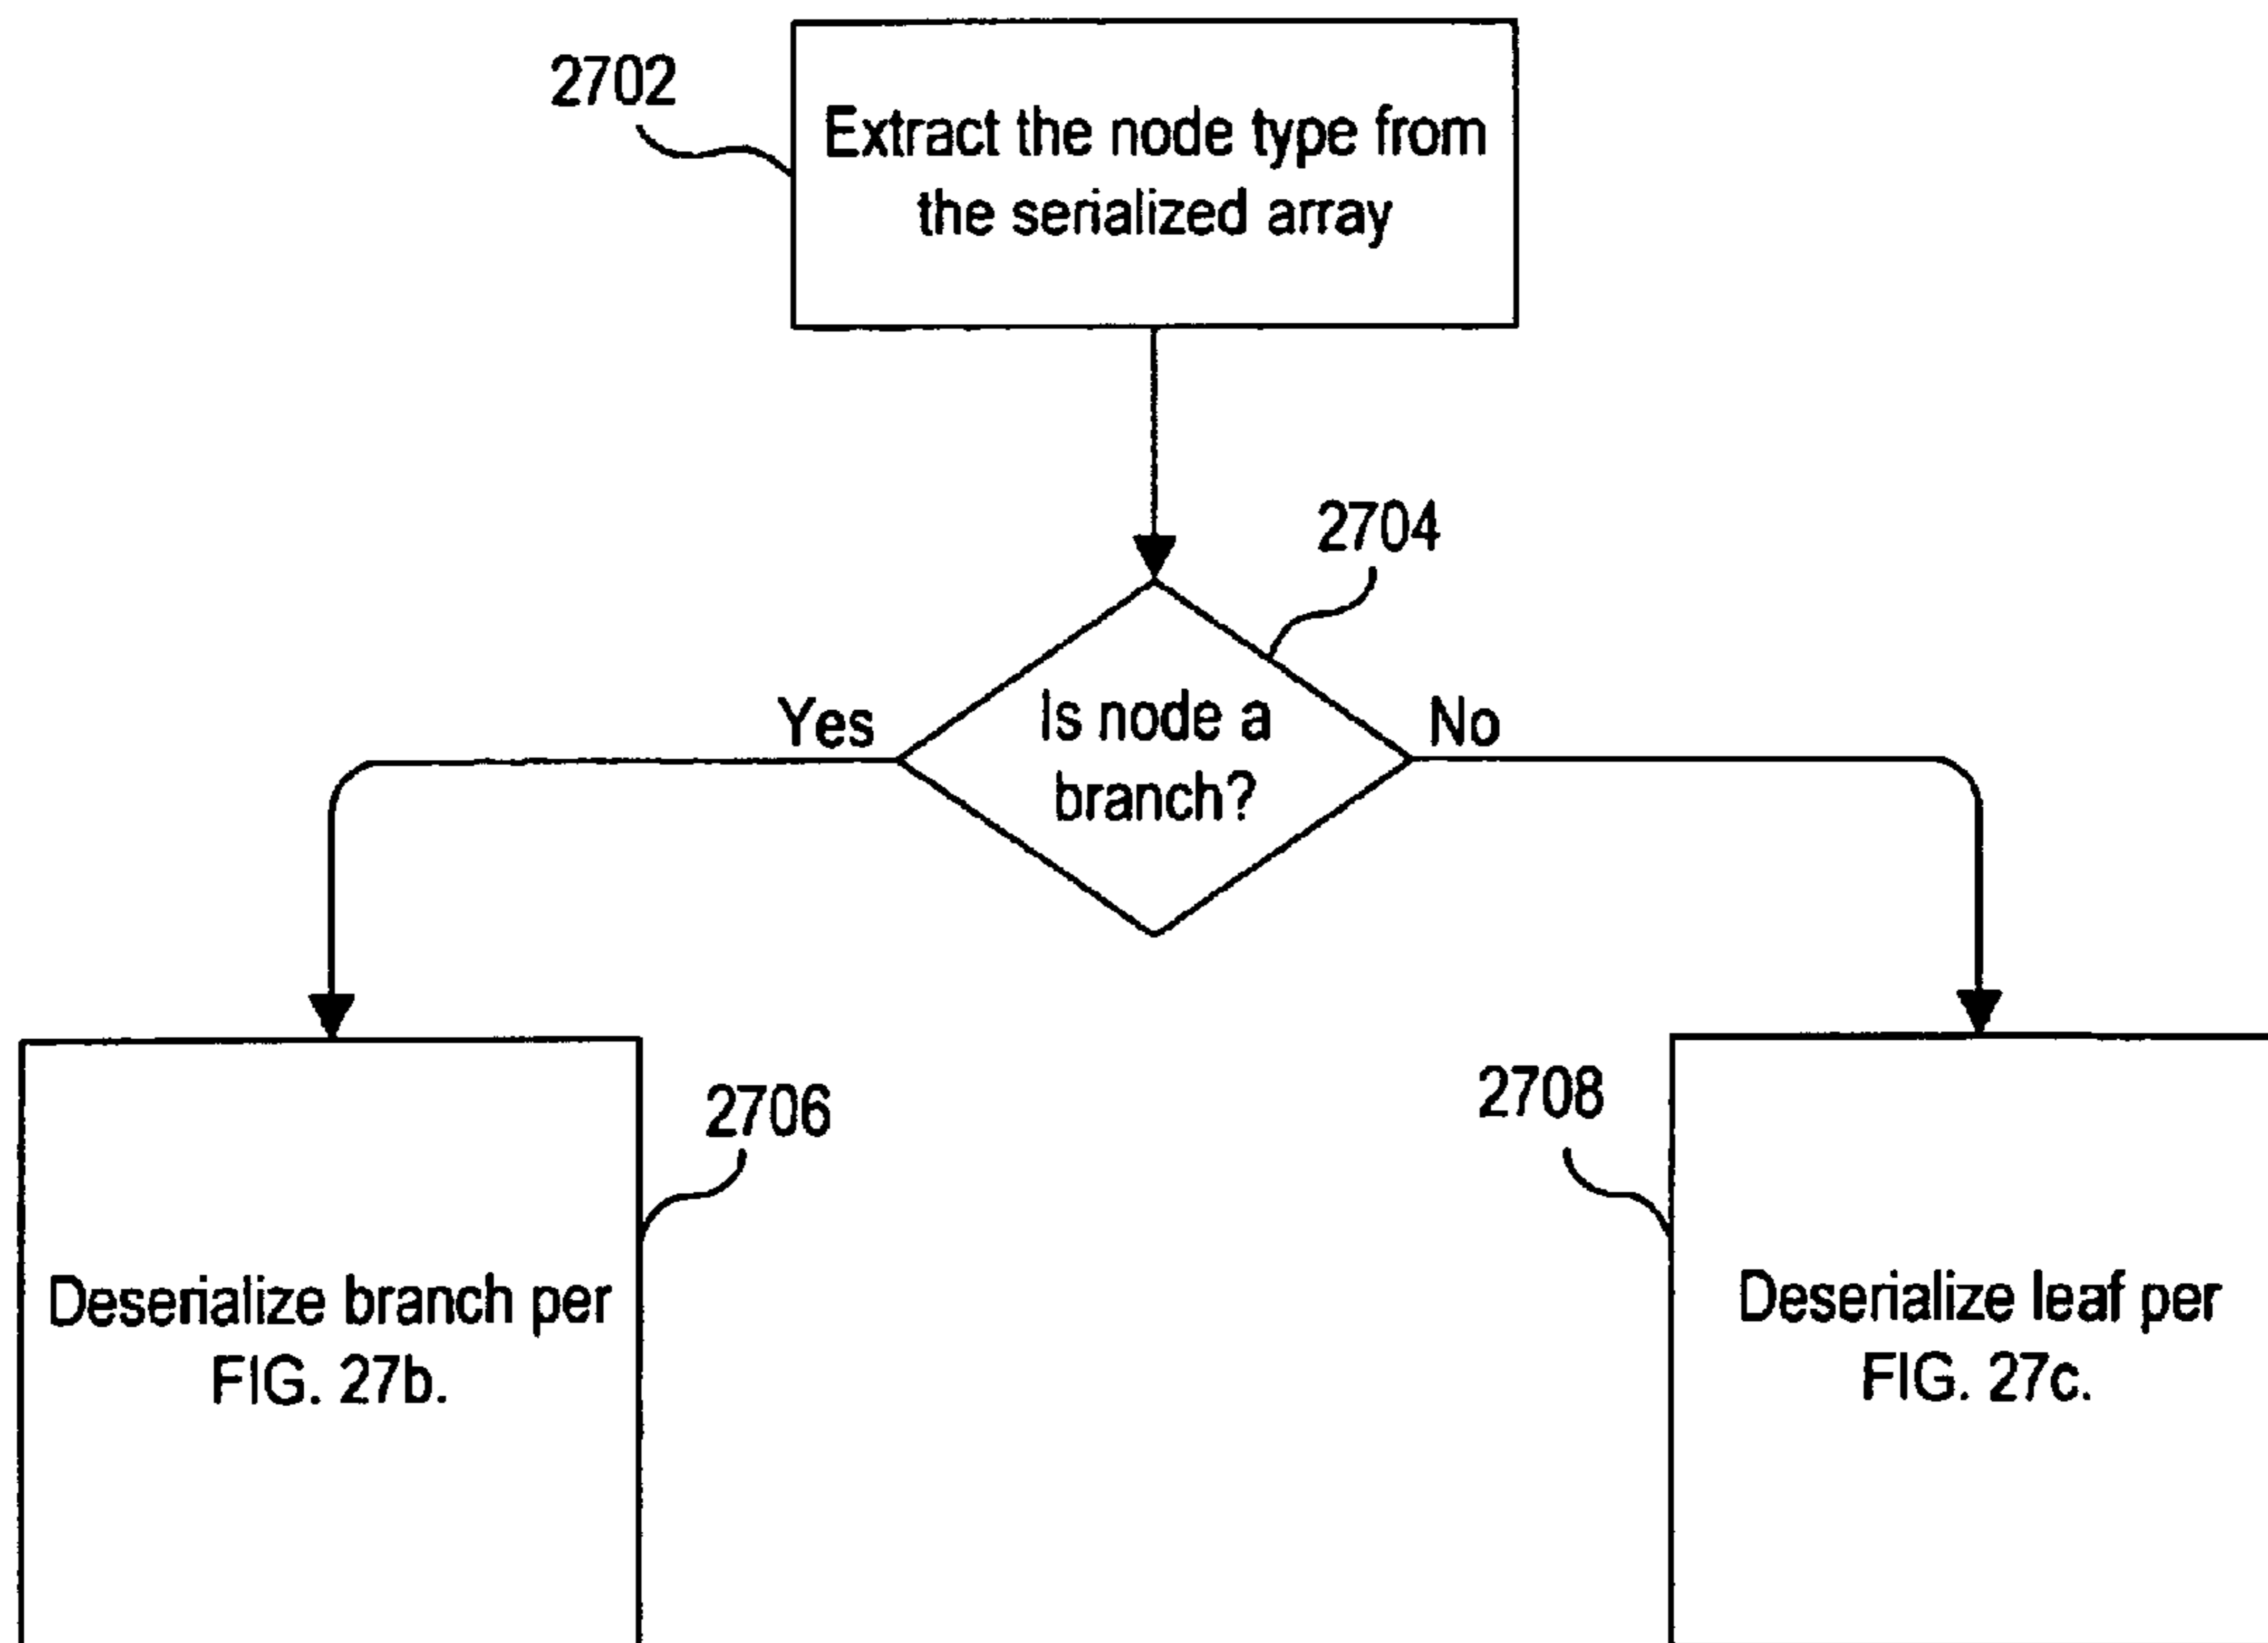 2702
Extract the node type from
the serialized array
2704
Yes
Is node a
branch?
No
2706
Deserialize branch per
FIG. 27b.
2708
Deserialize leaf per
FIG. 27c.